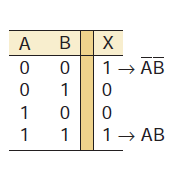 A B X
0 0 1 → A̅B̅
0 1 0
1 0 0
1 1 1 → AB